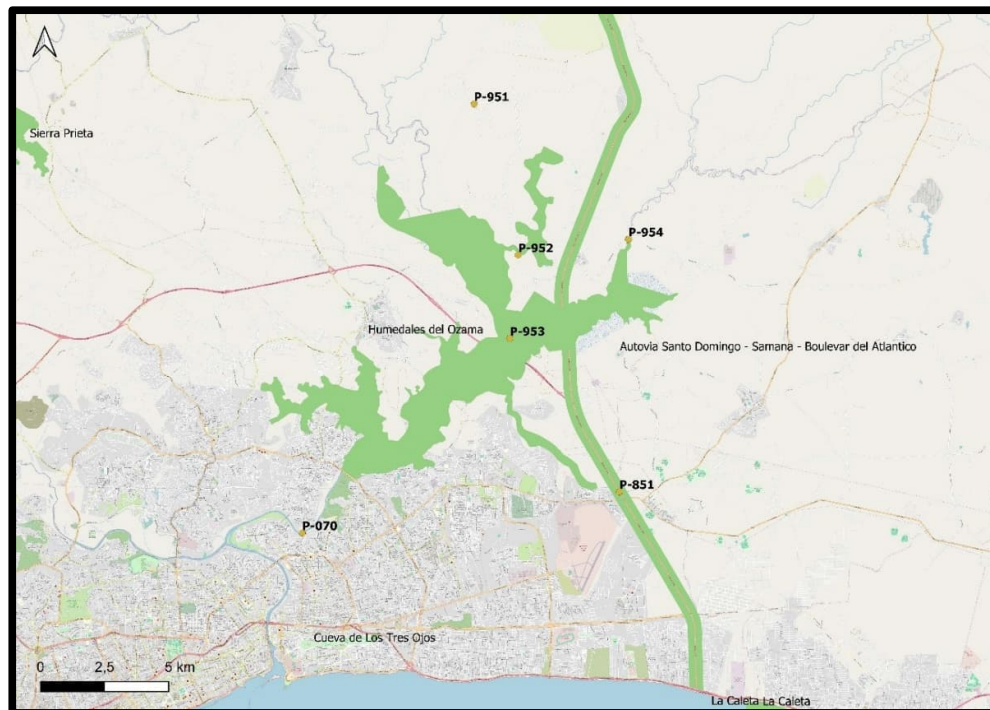 P-951
Sierra Prieta
P-954
P-952
Humedales del Ozama
P-953
Autovia Santo Domingo - Samana - Boulevar del Atlantico
P-851
P-070
Cueva de Los Tres Ojos
0 2,5 5 km
La Caleta La Caleta